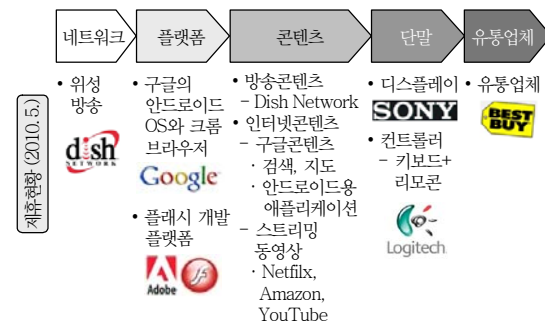 네트워크
플랫폼
콘텐츠
단말
유통업체
제휴현황 (2010. 5.)
• 위성
방송
dish
NETWORK
• 구글의
안드로이드
OS와 크롬
브라우저
Google
• 플래시 개발
플랫폼
Adobe
• 방송콘텐츠
- Dish Network
• 인터넷콘텐츠
- 구글콘텐츠
· 검색, 지도
· 안드로이드용
애플리케이션
- 스트리밍
동영상
· Netfilx,
Amazon,
YouTube
• 디스플레이
SONY
• 컨트롤러
- 키보드+
리모콘
Logitech
• 유통업체
BEST
BUY